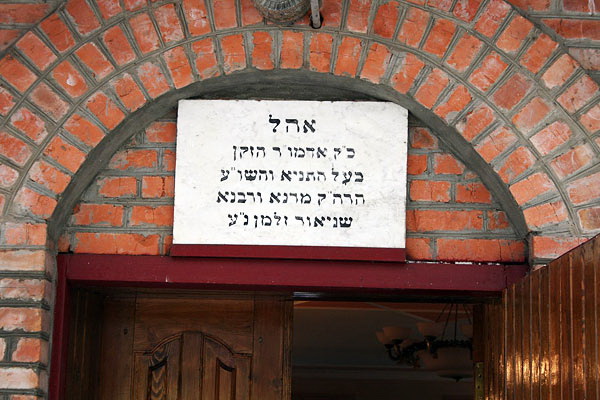 אהל
כ"ק אדמו"ר הזקן
בעל התניא והשו"ע
הרה"ק מרנא ורבנא
שניאור זלמן נ"ע